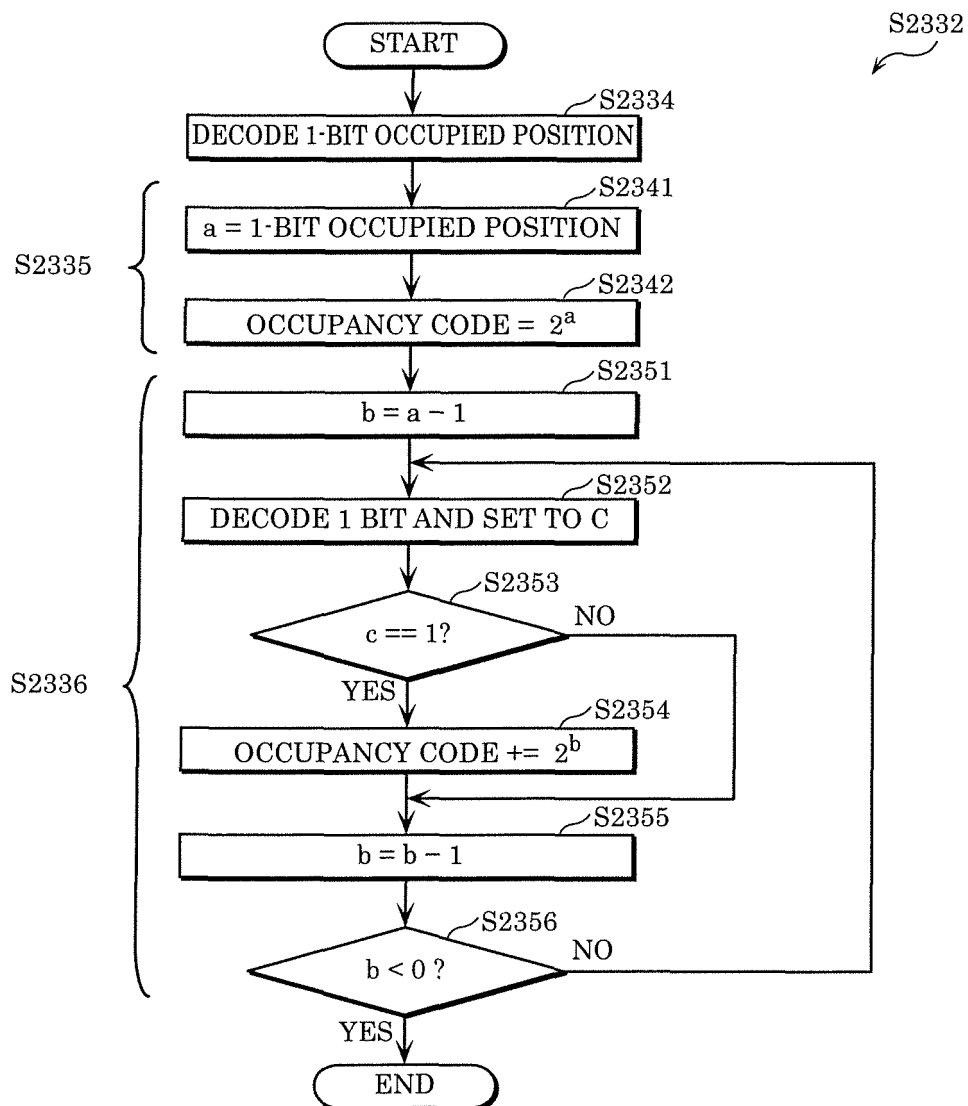 S2332
START
S2334
DECODE 1-BIT OCCUPIED POSITION
S2341
a = 1-BIT OCCUPIED POSITION
S2335
S2342
OCCUPANCY CODE = 2^a
S2351
b = a − 1
S2352
DECODE 1 BIT AND SET TO C
S2353
c == 1?
NO
YES
S2336
S2354
OCCUPANCY CODE += 2^b
S2355
b = b − 1
S2356
b < 0 ?
NO
YES
END